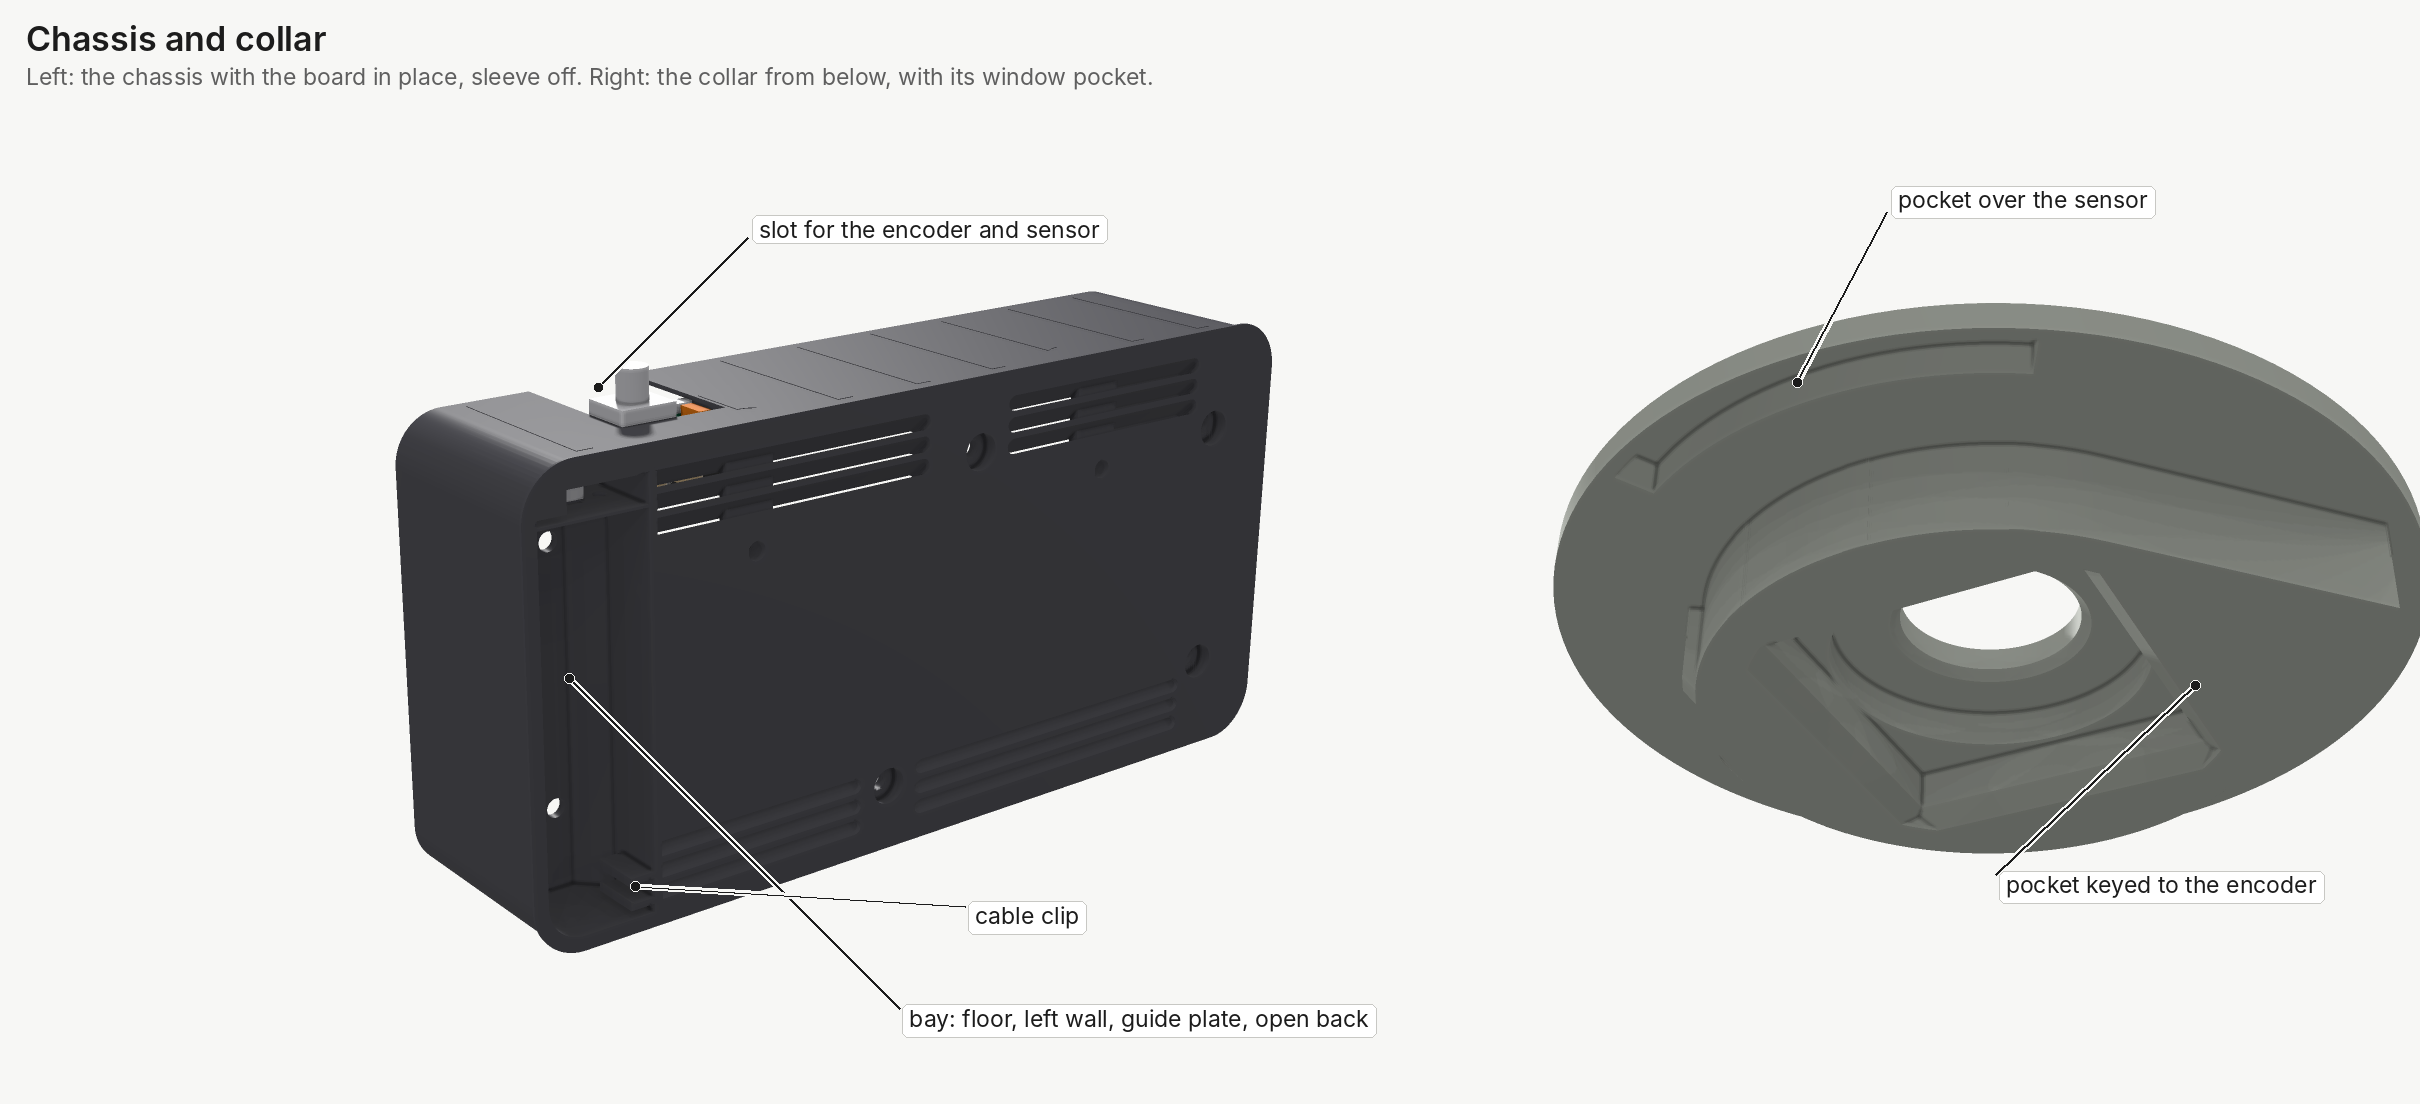 Chassis and collar
Left: the chassis with the board in place, sleeve off. Right: the collar from below, with its window pocket.
pocket over the sensor
slot for the encoder and sensor
pocket keyed to the encoder
cable clip
bay: floor, left wall, guide plate, open back